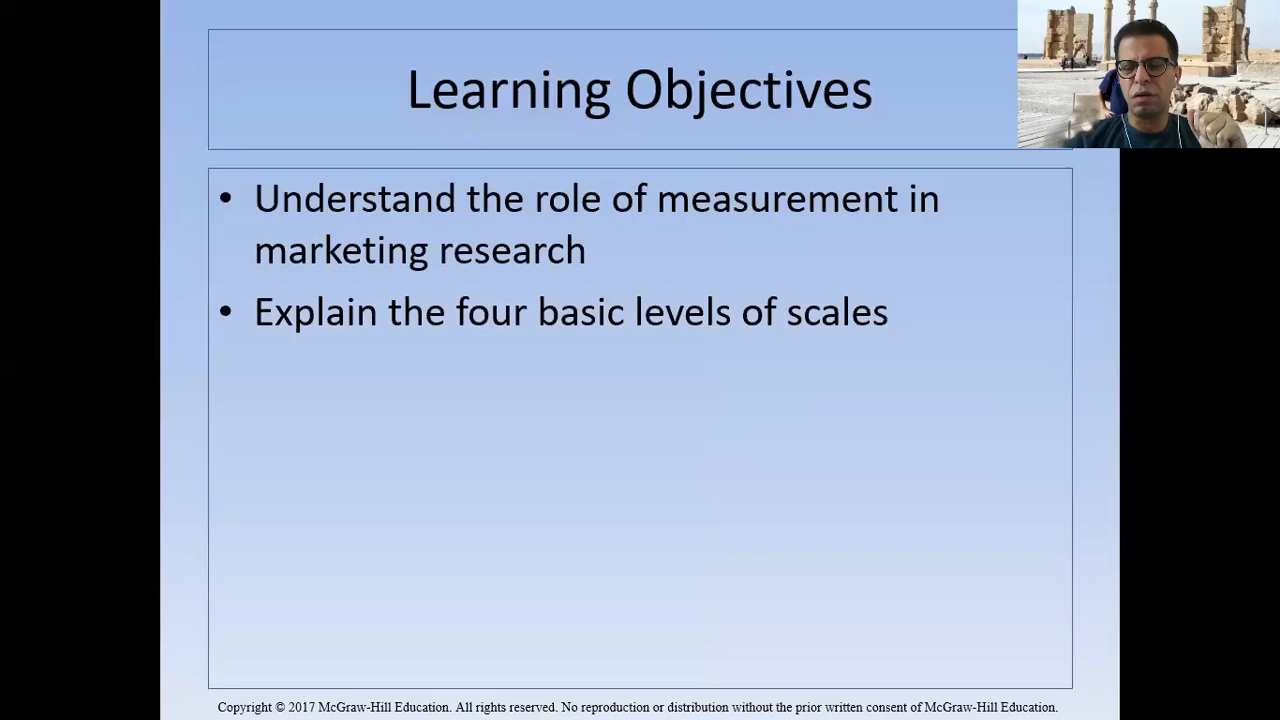 Learning Objectives
• Understand the role of measurement in
marketing research
• Explain the four basic levels of scales
Copyright © 2017 McGraw-Hill Education. All rights reserved. No reproduction or distribution without the prior written consent of McGraw-Hill Education.